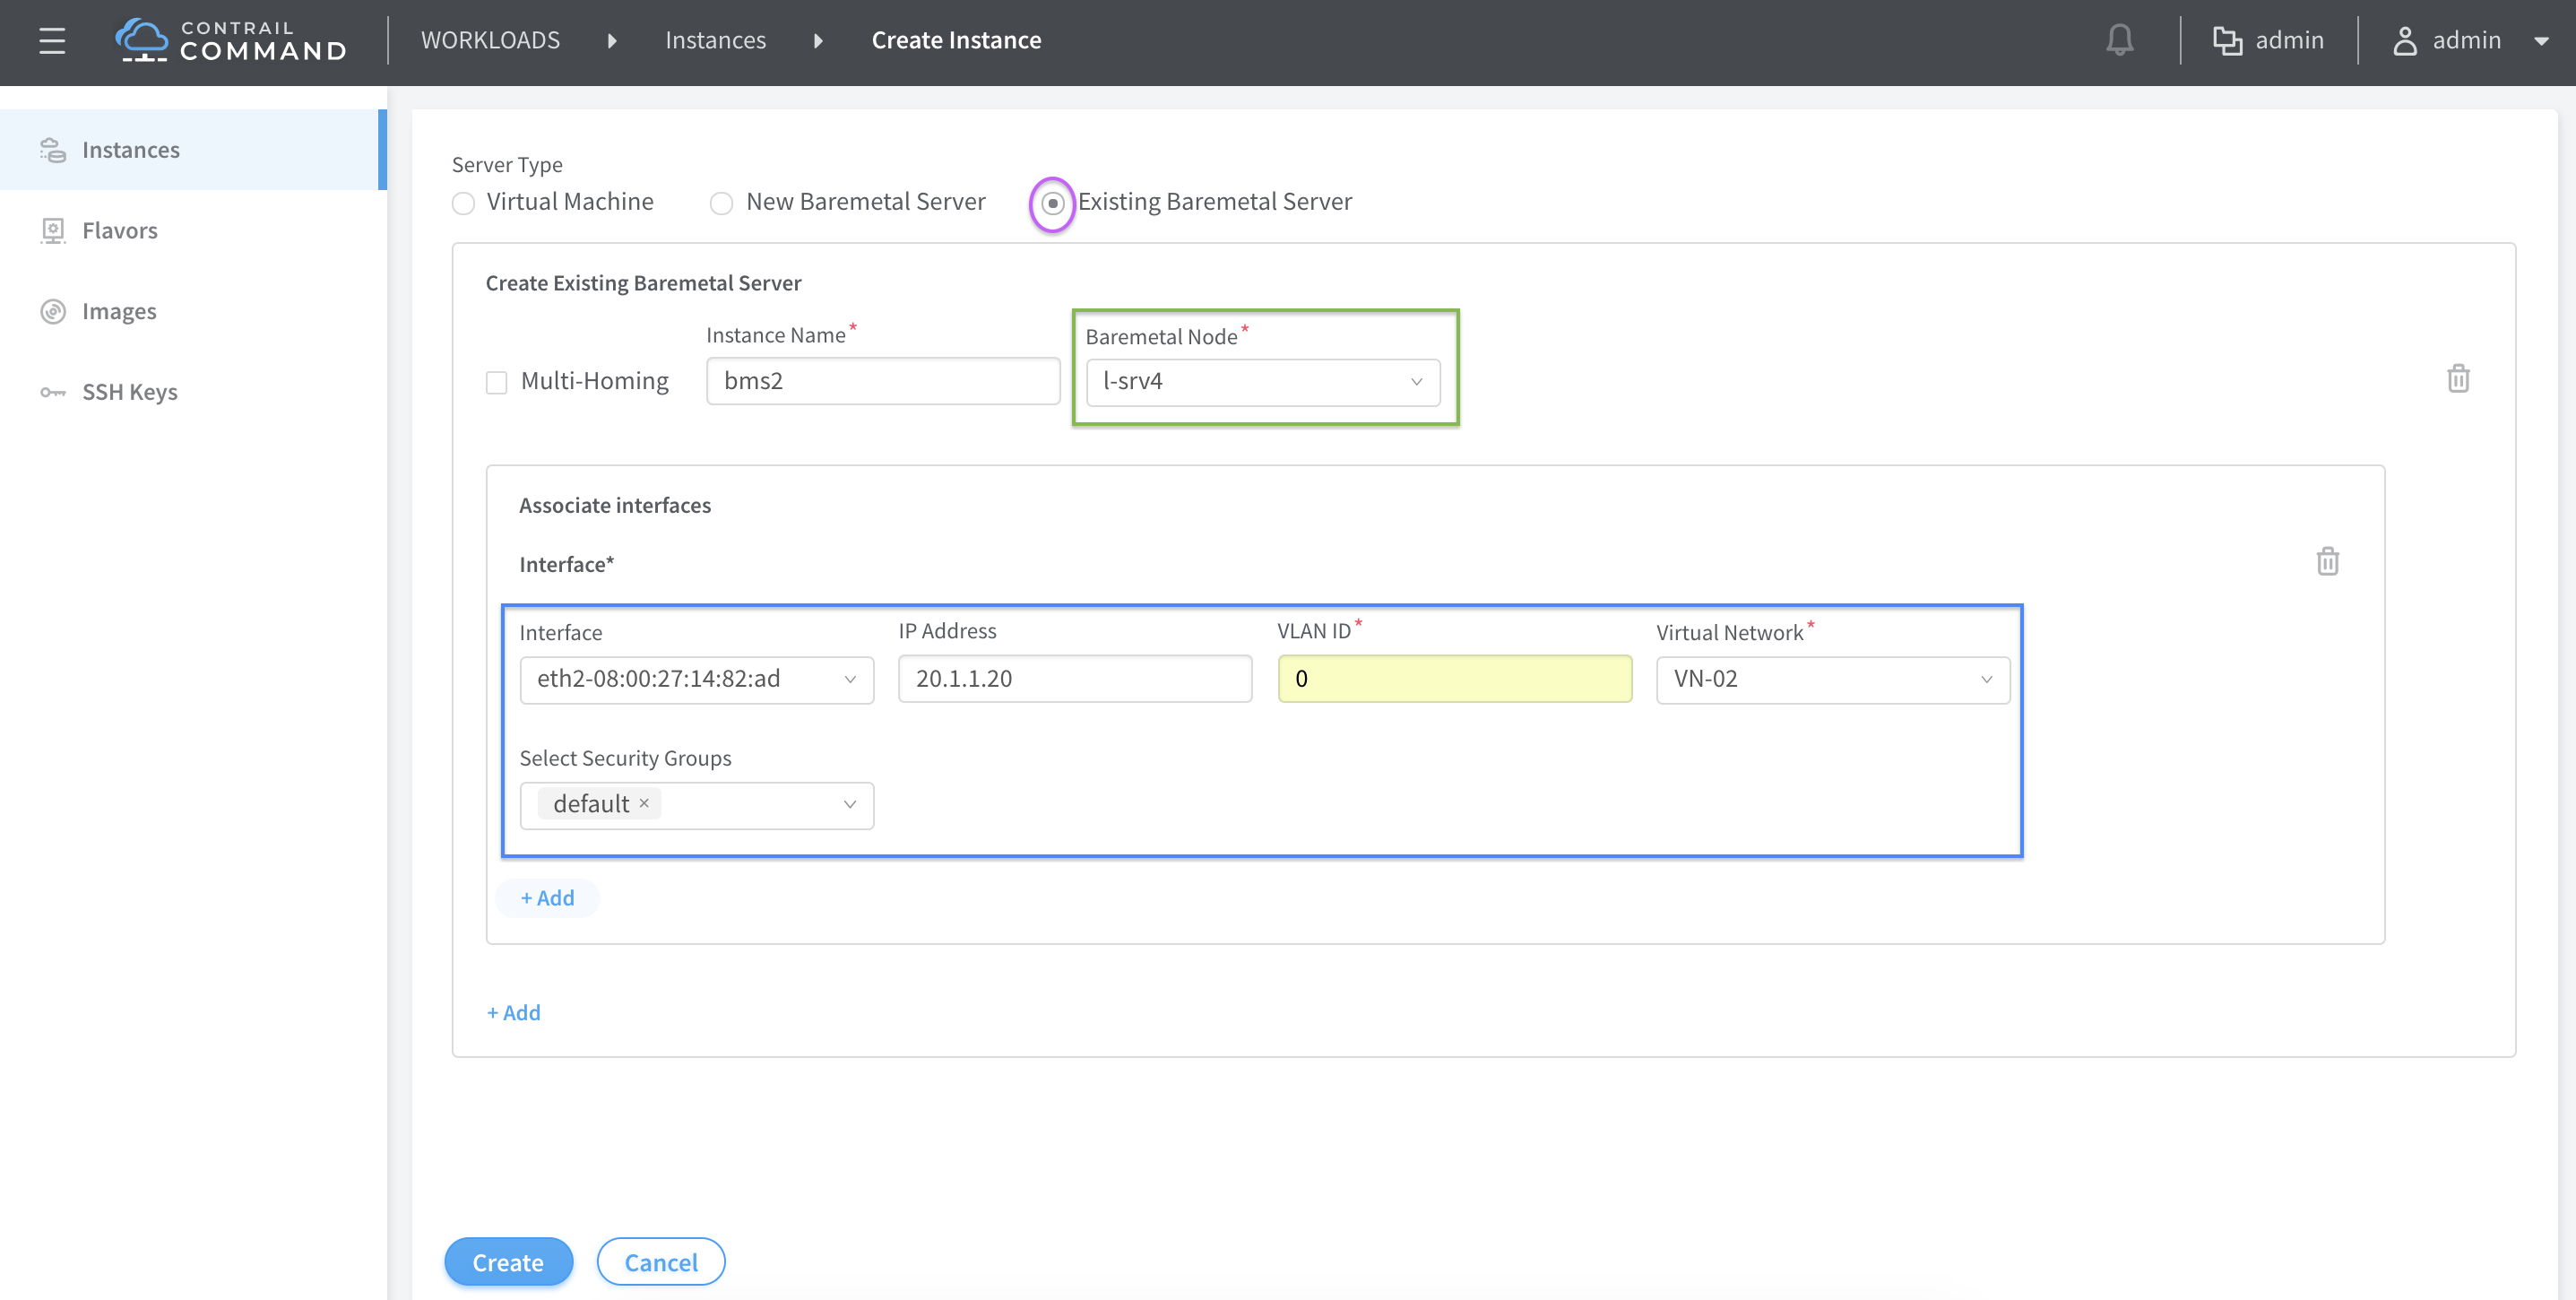 CONTRAIL
COMMAND
WORKLOADS Instances Create Instance
admin admin
Instances
Flavors
Images
SSH Keys
Server Type
Virtual Machine New Baremetal Server Existing Baremetal Server
Create Existing Baremetal Server
Instance Name* Baremetal Node*
Multi-Homing bms2 l-srv4
Associate interfaces
Interface*
Interface IP Address VLAN ID* Virtual Network*
eth2-08:00:27:14:82:ad 20.1.1.20 0 VN-02
Select Security Groups
default ×
+ Add
+ Add
Create Cancel